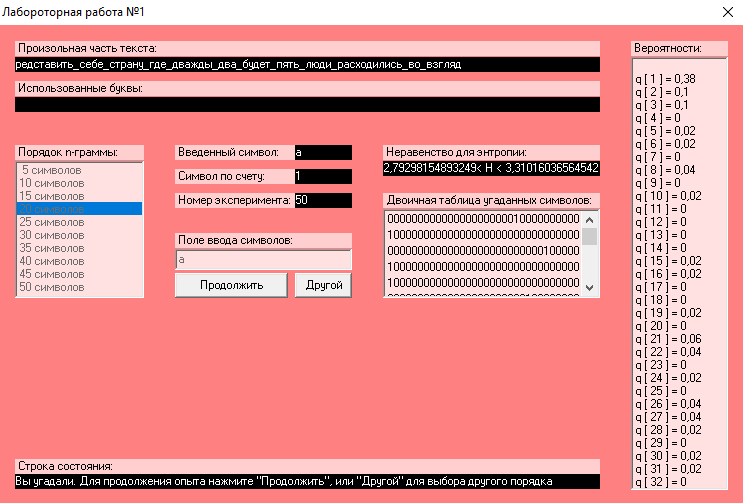 Лабороторная работа №1
Произольная часть текста:
редставить_себе_страну_где_дважды_два_будет_пять_люди_расходились_во_взгляд
Использованные буквы:
Порядок n-граммы:
5 символов
10 символов
15 символов
20 символов
25 символов
30 символов
35 символов
40 символов
45 символов
50 символов
Введенный символ: а
Символ по счету: 1
Номер эксперимента: 50
Поле ввода символов:
а
Продолжить Другой
Неравенство для энтропии:
2,79298154893249< H < 3,31016036564542
Двоичная таблица угаданных символов:
Вероятности:
q [ 1 ] = 0,38
q [ 2 ] = 0,1
q [ 3 ] = 0,1
q [ 4 ] = 0
q [ 5 ] = 0,02
q [ 6 ] = 0,02
q [ 7 ] = 0
q [ 8 ] = 0,04
q [ 9 ] = 0
q [ 10 ] = 0,02
q [ 11 ] = 0
q [ 12 ] = 0
q [ 13 ] = 0
q [ 14 ] = 0
q [ 15 ] = 0,02
q [ 16 ] = 0,02
q [ 17 ] = 0
q [ 18 ] = 0
q [ 19 ] = 0,02
q [ 20 ] = 0
q [ 21 ] = 0,06
q [ 22 ] = 0,04
q [ 23 ] = 0
q [ 24 ] = 0,02
q [ 25 ] = 0
q [ 26 ] = 0,04
q [ 27 ] = 0,04
q [ 28 ] = 0,02
q [ 29 ] = 0
q [ 30 ] = 0,02
q [ 31 ] = 0,02
q [ 32 ] = 0
Строка состояния:
Вы угадали. Для продолжения опыта нажмите "Продолжить", или "Другой" для выбора другого порядка